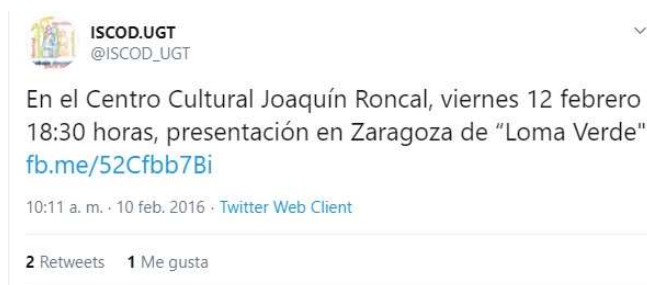 ISCOD.UGT
@ISCOD_UGT
En el Centro Cultural Joaquín Roncal, viernes 12 febrero
18:30 horas, presentación en Zaragoza de “Loma Verde"
fb.me/52Cfbb7Bi
10:11 a. m. · 10 feb. 2016 · Twitter Web Client
2 Retweets 1 Me gusta